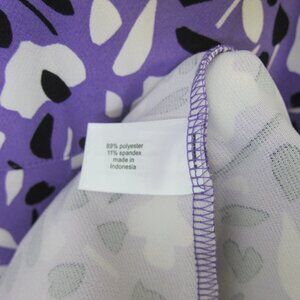 89% polyester
11% spandex
made in
Indonesia